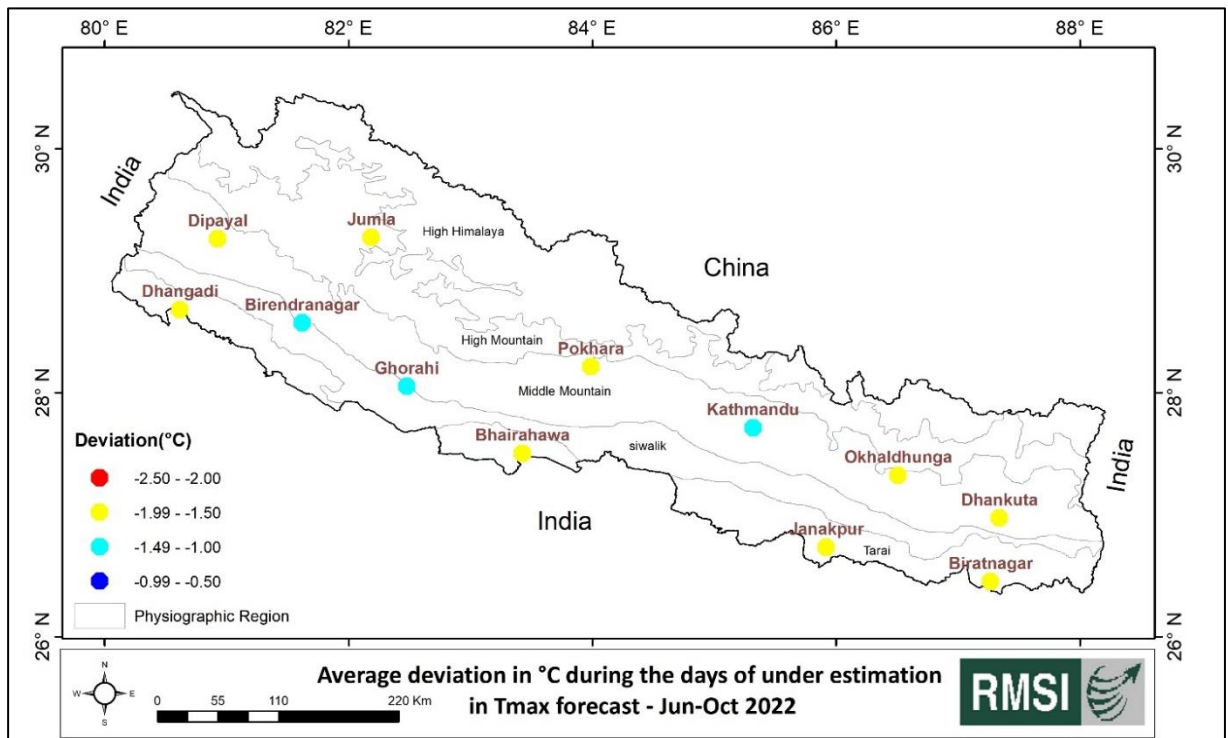 80° E 82° E 84° E 86° E 88° E
30° N
30° N
India
Dipayal
Jumla
High Himalaya
China
Dhangadi
Birendranagar
High Mountain
Pokhara
Ghorahi
Middle Mountain
28° N
28° N
Kathmandu
Bhairahawa
siwalik
Okhaldhunga
India
Dhankuta
India
Janakpur
Tarai
Biratnagar
Deviation(°C)
-2.50 - -2.00
-1.99 - -1.50
-1.49 - -1.00
-0.99 - -0.50
Physiographic Region
26° N
26° N
N
W E
S
0 55 110 220 Km
Average deviation in °C during the days of under estimation
in Tmax forecast - Jun-Oct 2022
RMSI